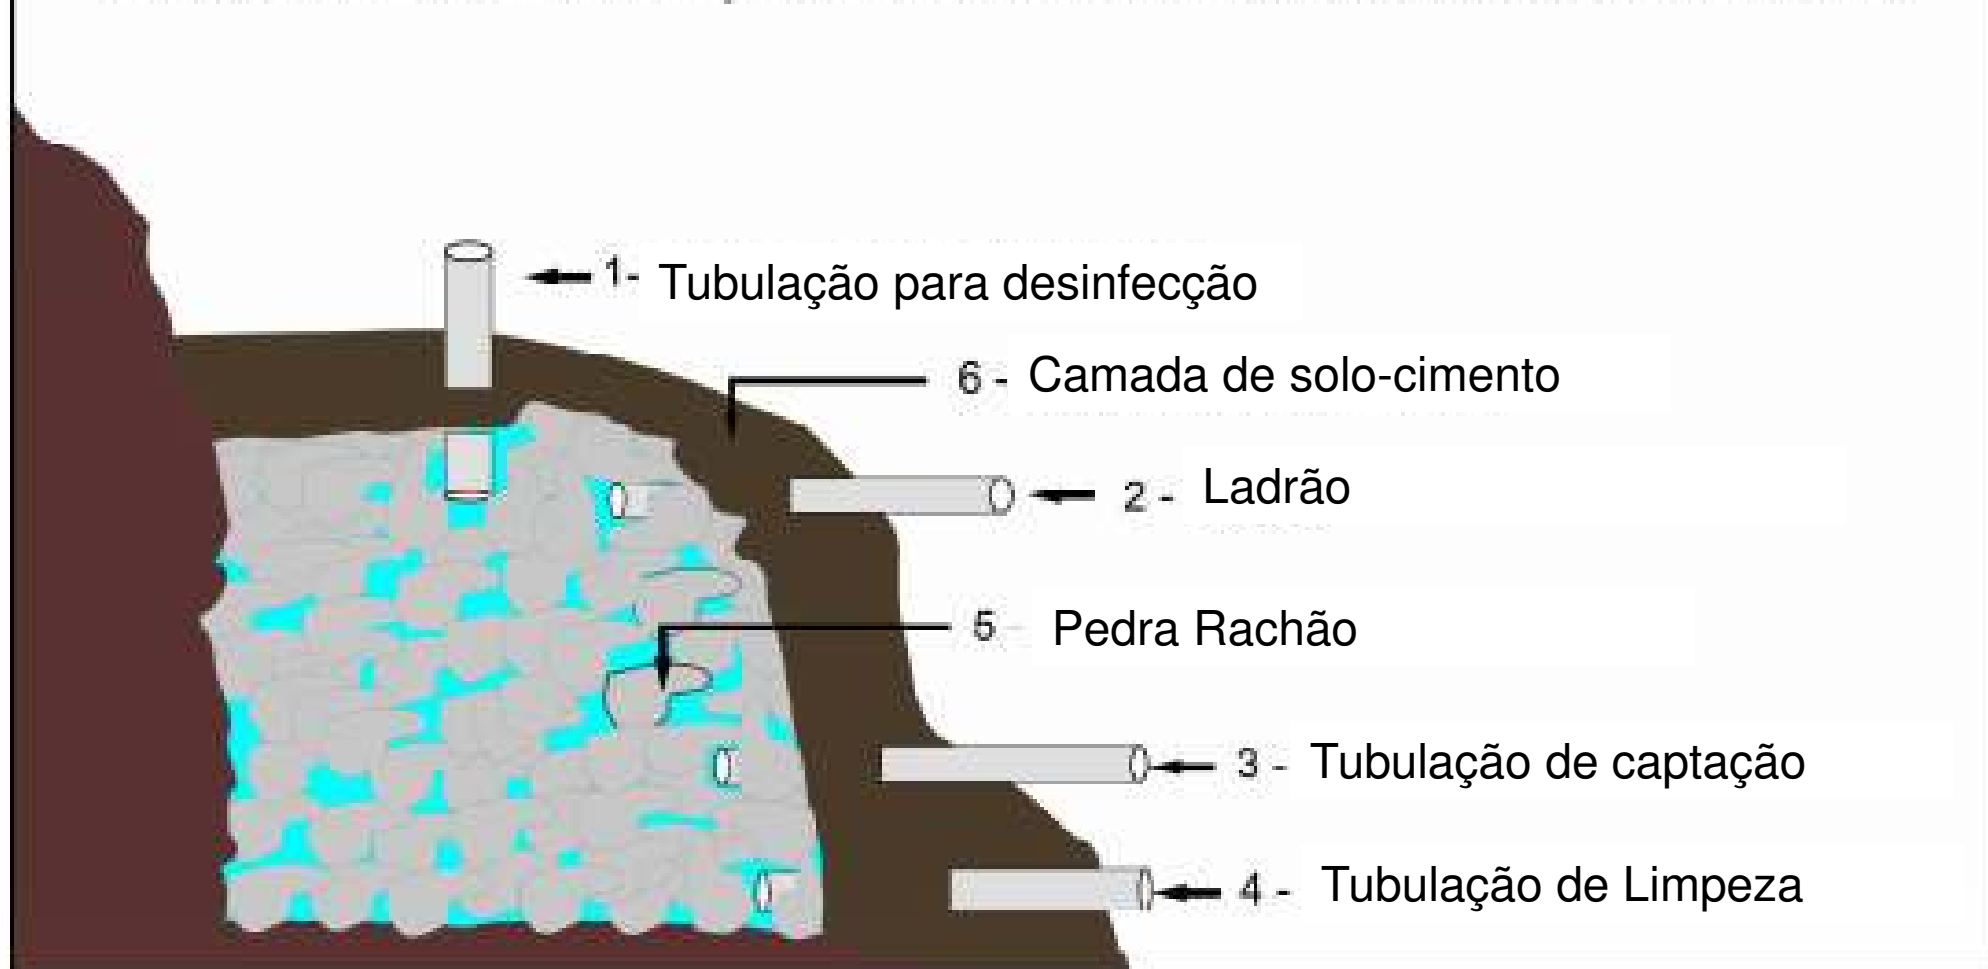 1- Tubulação para desinfecção
6 - Camada de solo-cimento
2 - Ladrão
5 - Pedra Rachão
3 - Tubulação de captação
4 - Tubulação de Limpeza